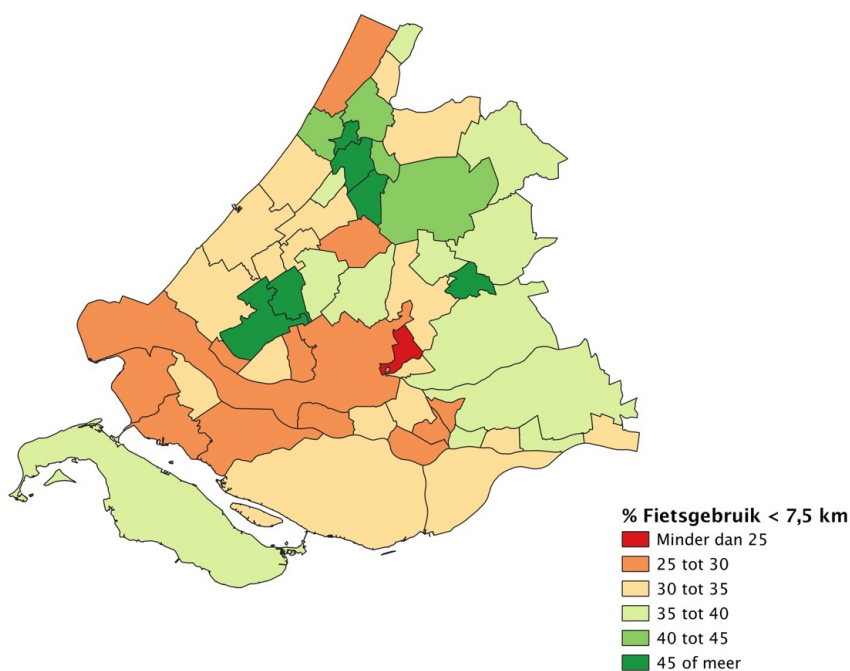 % Fietsgebruik < 7,5 km
Minder dan 25
25 tot 30
30 tot 35
35 tot 40
40 tot 45
45 of meer